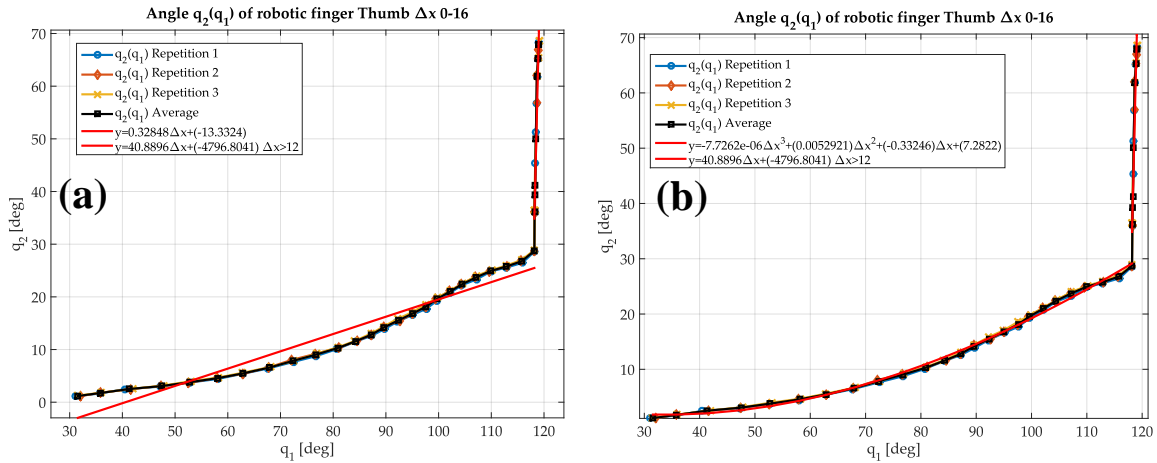 Angle q₂(q₁) of robotic finger Thumb Δx 0-16
70
60
50
40
30
20
10
0
q₂ [deg]
q₂(q₁) Repetition 1
q₂(q₁) Repetition 2
q₂(q₁) Repetition 3
q₂(q₁) Average
y=0.32848Δx+(-13.3324)
y=40.8896Δx+(-4796.8041) Δx>12
(a)
30 40 50 60 70 80 90 100 110 120
q₁ [deg]
Angle q₂(q₁) of robotic finger Thumb Δx 0-16
70
60
50
40
30
20
10
q₂ [deg]
q₂(q₁) Repetition 1
q₂(q₁) Repetition 2
q₂(q₁) Repetition 3
q₂(q₁) Average
y=-7.7262e-06Δx³+(0.0052921)Δx²+(-0.33246)Δx+(7.2822)
y=40.8896Δx+(-4796.8041) Δx>12
(b)
30 40 50 60 70 80 90 100 110 120
q₁ [deg]